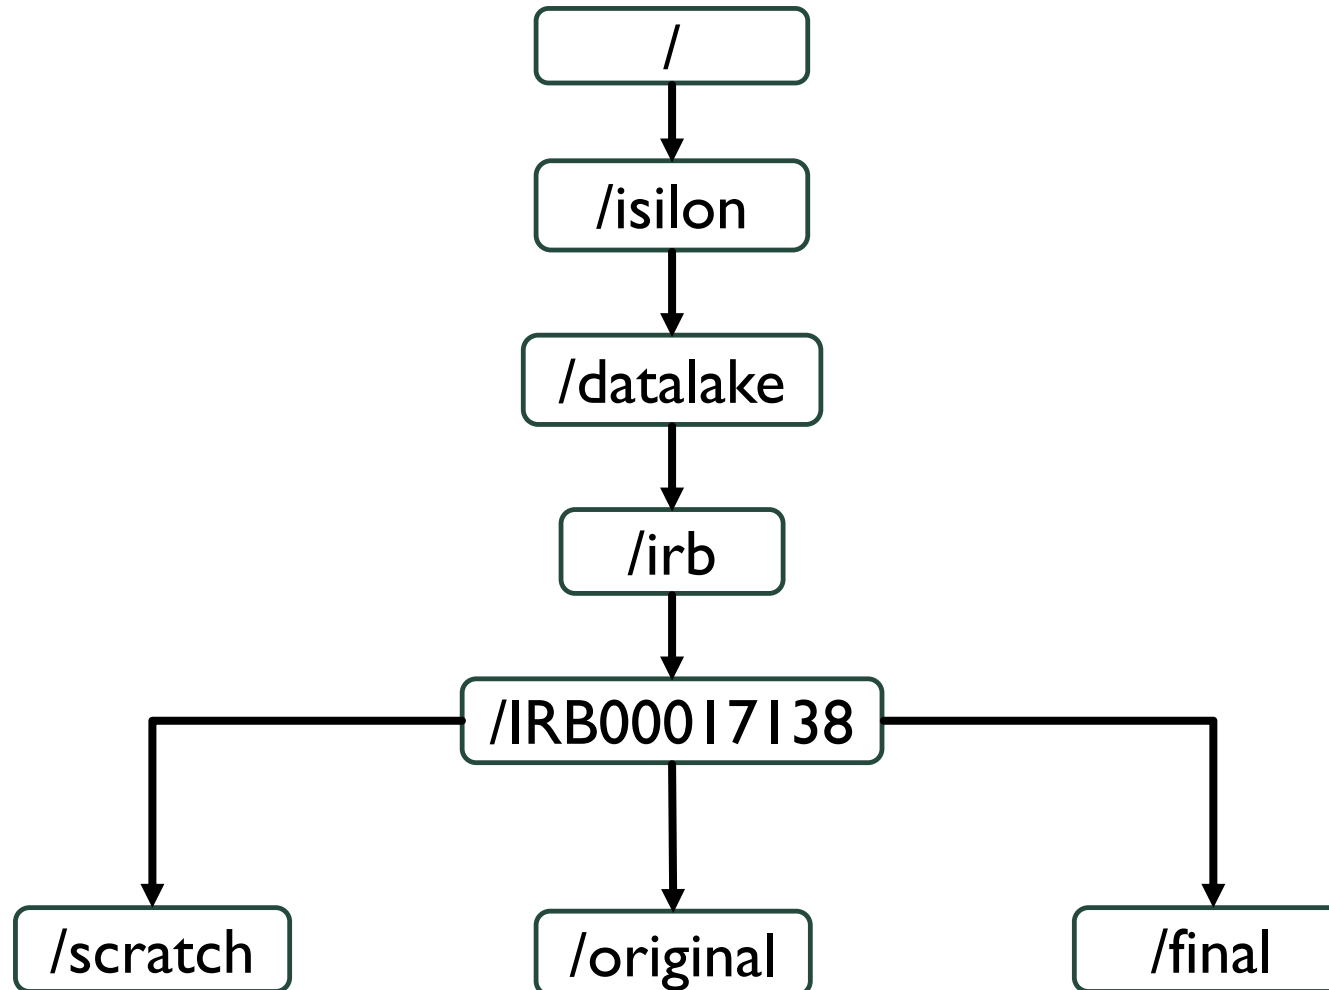 /
/isilon
/datalake
/irb
/IRB00017138
/scratch
/original
/final